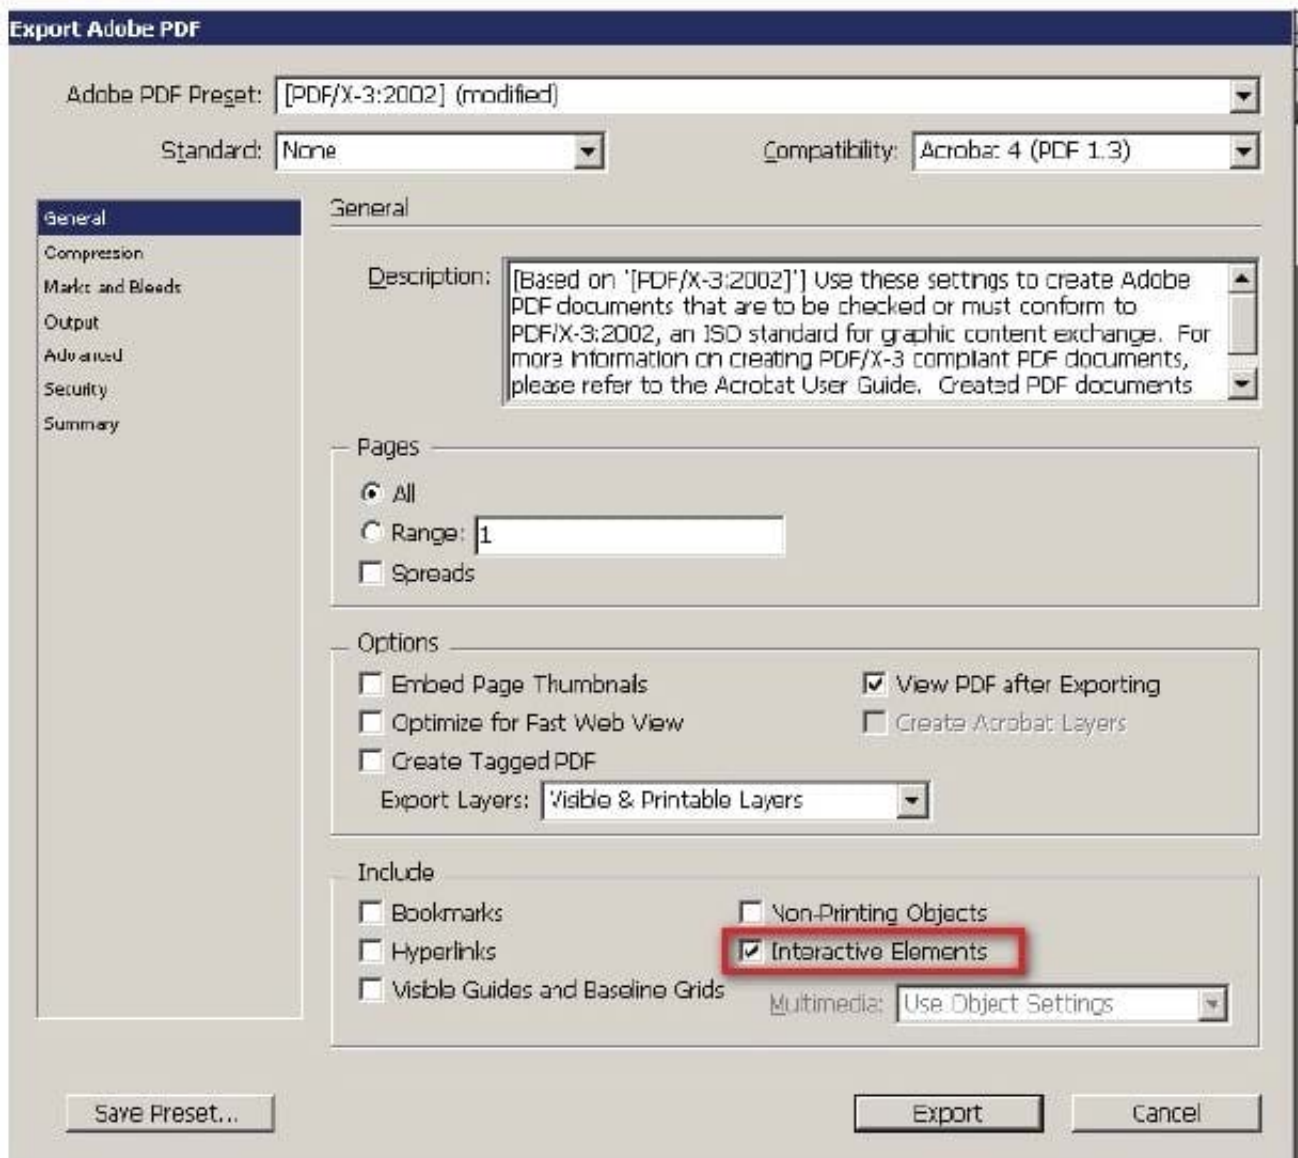 Export Adobe PDF
Adobe PDF Preset: [PDF/X-3:2002] (modified)
Standard: None Compatibility: Acrobat 4 (PDF 1.3)
General
Compression
Marks and Bleeds
Output
Advanced
Security
Summary
General
Description: [Based on '[PDF/X-3:2002]'] Use these settings to create Adobe
PDF documents that are to be checked or must conform to
PDF/X-3:2002, an ISO standard for graphic content exchange. For
more information on creating PDF/X-3 compliant PDF documents,
please refer to the Acrobat User Guide. Created PDF documents
Pages
All
Range: 1
Spreads
Options
Embed Page Thumbnails View PDF after Exporting
Optimize for Fast Web View Create Acrobat Layers
Create Tagged PDF
Export Layers: Visible & Printable Layers
Include
Bookmarks Non-Printing Objects
Hyperlinks Interactive Elements
Visible Guides and Baseline Grids
Multimedia: Use Object Settings
Save Preset... Export Cancel